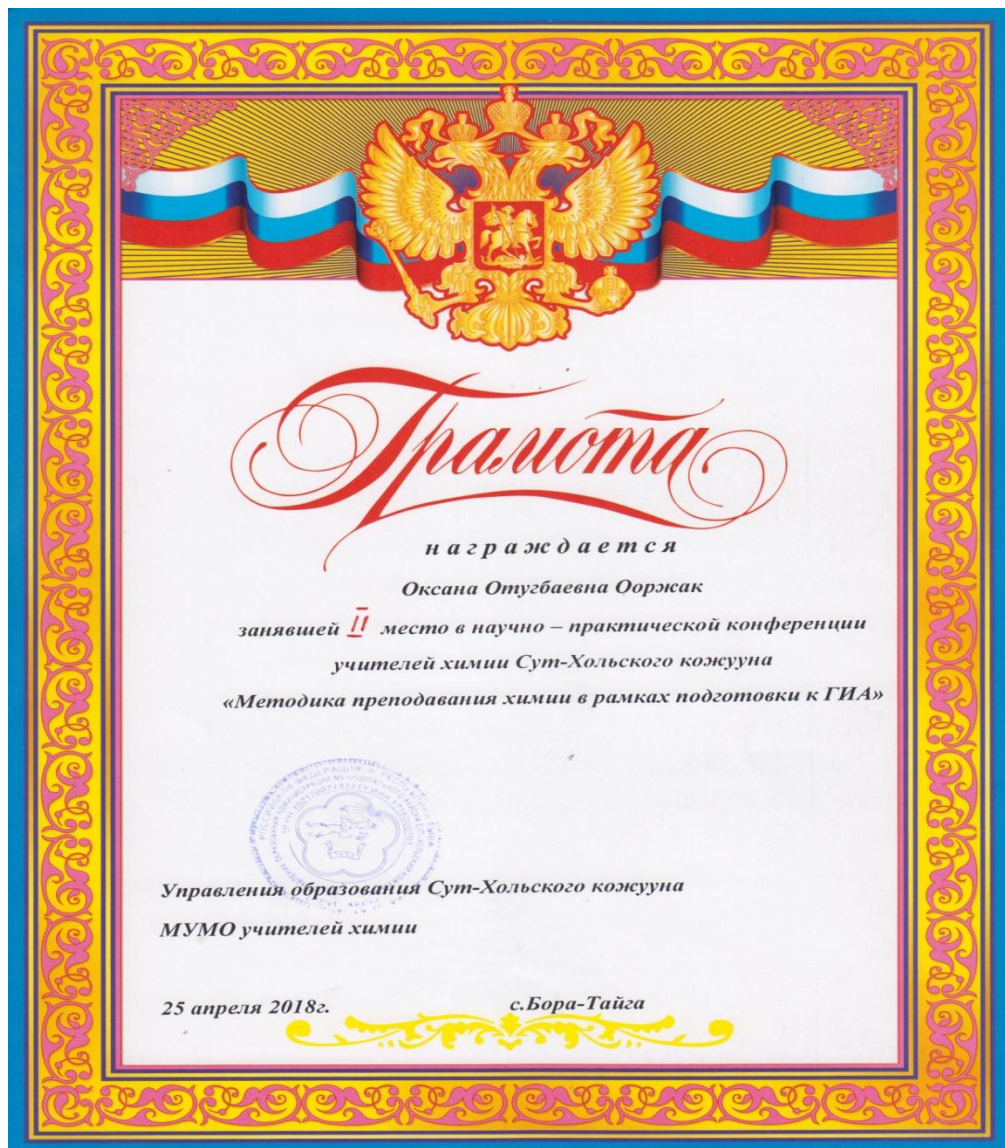 Грамота
награждается
Оксана Отугбаевна Ооржак
занявшей II место в научно – практической конференции
учителей химии Сут-Хольского кожууна
«Методика преподавания химии в рамках подготовки к ГИА»
Управления образования Сут-Хольского кожууна
МУМО учителей химии
25 апреля 2018г.
с.Бора-Тайга